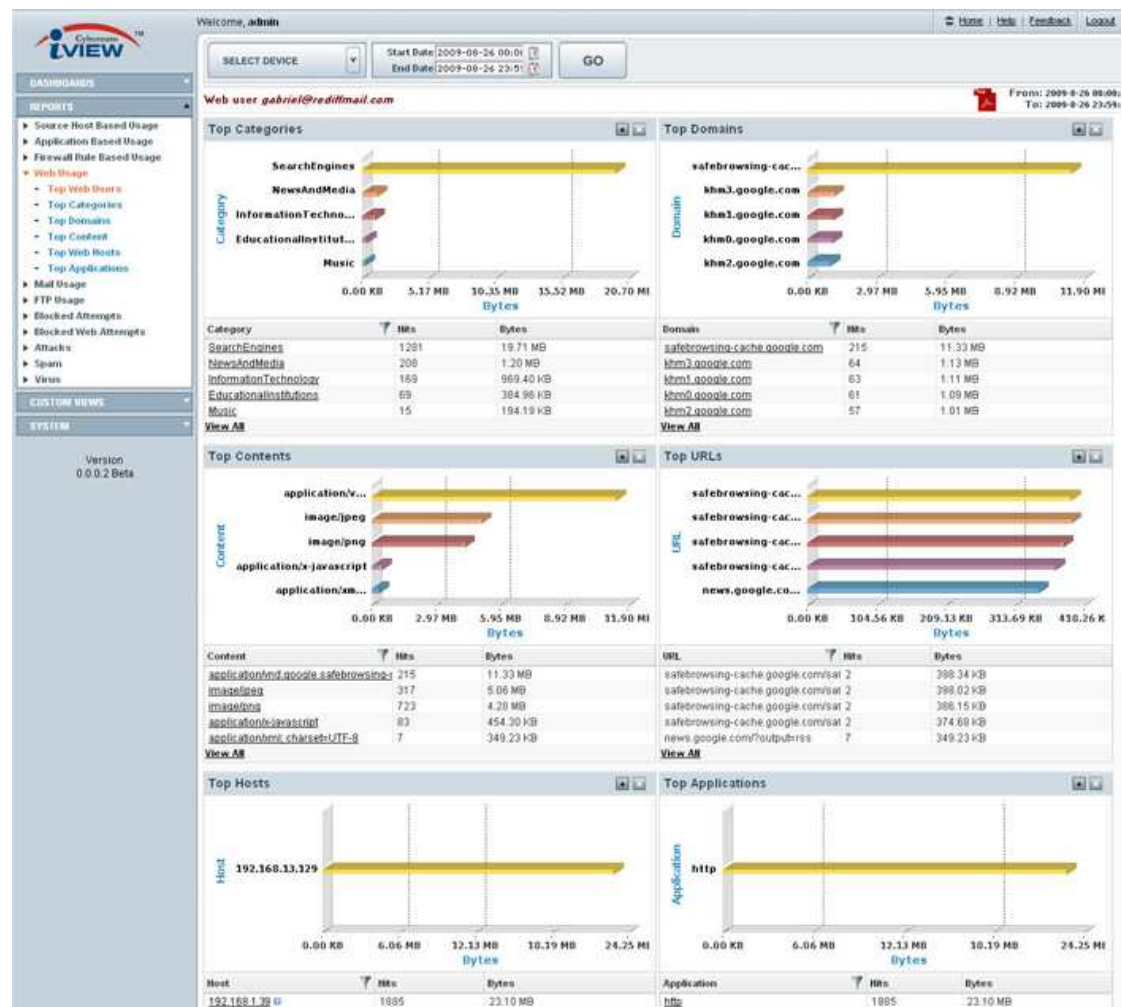 Cyberoam
iVIEW
TM
Welcome, admin
Home | Help | Feedback Logout
SELECT DEVICE
Start Date 2009-08-26 00:0
End Date 2009-08-26 23:5
GO
DASHBOARDS
REPORTS
Source Host Based Usage
Application Based Usage
Firewall Rule Based Usage
Web Usage
- Top Web Users
- Top Categories
- Top Domains
- Top Content
- Top Web Hosts
- Top Applications
Mail Usage
FTP Usage
Blocked Attempts
Blocked Web Attempts
Attacks
Spam
Virus
CUSTOM VIEWS
SYSTEM
Version
0.0.0.2 Beta
Web user gabriel@rediffmail.com
From: 2009-8-26 00:00:
To: 2009-8-26 23:59:
Top Categories
Category
SearchEngines
NewsAndMedia
InformationTechno...
EducationalInstitut...
Music
0.00 KB 5.17 MB 10.35 MB 15.52 MB 20.70 M
Bytes
Category Hits Bytes
SearchEngines 1281 19.71 MB
NewsAndMedia 208 1.20 MB
InformationTechnology 169 969.40 KB
EducationalInstitutions 69 384.96 KB
Music 15 194.19 KB
View All
Top Domains
Domain
safebrowsing-cac...
khm3.google.com
khm1.google.com
khm0.google.com
khm2.google.com
0.00 KB 2.97 MB 5.95 MB 8.92 MB 11.90 M
Bytes
Domain Hits Bytes
safebrowsing-cache.google.com 215 11.33 MB
khm3.google.com 64 1.13 MB
khm1.google.com 63 1.11 MB
khm0.google.com 61 1.09 MB
khm2.google.com 57 1.01 MB
View All
Top Contents
Content
application/v...
image/jpeg
image/png
application/x-javascript
application/xm...
0.00 KB 2.97 MB 5.95 MB 8.92 MB 11.90 M
Bytes
Content Hits Bytes
application/vnd.google.safebrowsing- 215 11.33 MB
image/jpeg 317 5.06 MB
image/png 723 4.28 MB
application/x-javascript 83 454.30 KB
application/xml; charset=UTF-8 7 349.23 KB
View All
Top URLs
URL
safebrowsing-cac...
safebrowsing-cac...
safebrowsing-cac...
safebrowsing-cac...
news.google.co...
0.00 KB 104.56 KB 209.13 KB 313.69 KB 418.26 K
Bytes
URL Hits Bytes
safebrowsing-cache.google.com/saf 2 398.34 KB
safebrowsing-cache.google.com/saf 2 398.02 KB
safebrowsing-cache.google.com/saf 2 386.15 KB
safebrowsing-cache.google.com/saf 2 374.68 KB
news.google.com/?output=rss 7 349.23 KB
View All
Top Hosts
Host
192.168.13.129
0.00 KB 6.06 MB 12.13 MB 18.19 MB 24.25 M
Bytes
Host Hits Bytes
192.168.1.39 1885 23.10 MB
Top Applications
Application
http
0.00 KB 6.06 MB 12.13 MB 18.19 MB 24.25 M
Bytes
Application Hits Bytes
http 1885 23.10 MB